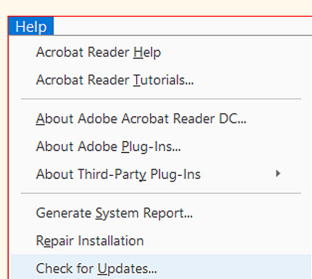 Help
Acrobat Reader Help
Acrobat Reader Tutorials...
About Adobe Acrobat Reader DC...
About Adobe Plug-Ins...
About Third-Party Plug-Ins
Generate System Report...
Repair Installation
Check for Updates...